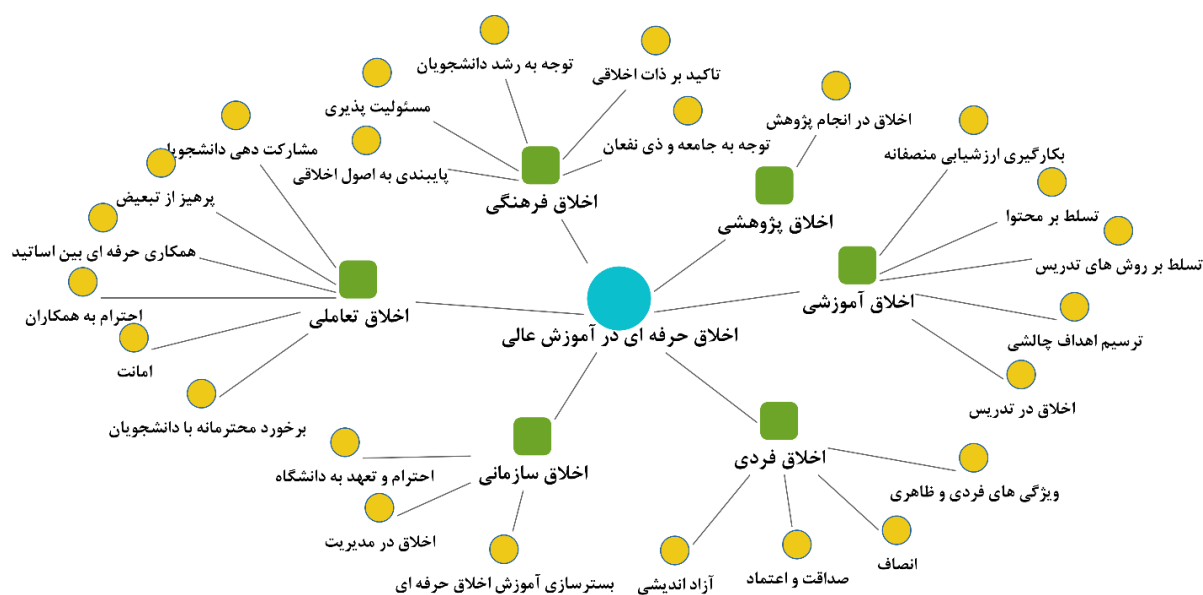 توجه به رشد دانشجویان
تاکید بر ذات اخلاقی
مسئولیت پذیری
اخلاق در انجام پژوهش
توجه به جامعه و ذی نفعان
بکارگیری ارزشیابی منصفانه
مشارکت دهی
پایبندی به اصول اخلاقی
پرهیز از تبعیض
اخلاق فرهنگی
اخلاق پژوهشی
تسلط بر محتوا
همکاری حرفه ای بین اساتید
تسلط بر روش های تدریس
اخلاق تعاملی
اخلاق آموزشی
احترام به همکاران
اخلاق حرفه ای در آموزش عالی
ترسیم اهداف چالشی
امانت
اخلاق در تدریس
برخورد محترمانه با دانشجویان
اخلاق سازمانی
اخلاق فردی
احترام و تعهد به دانشگاه
ویژگی های فردی و ظاهری
اخلاق در مدیریت
انصاف
بسترسازی آموزش اخلاق حرفه ای
آزاد اندیشی
صداقت و اعتماد